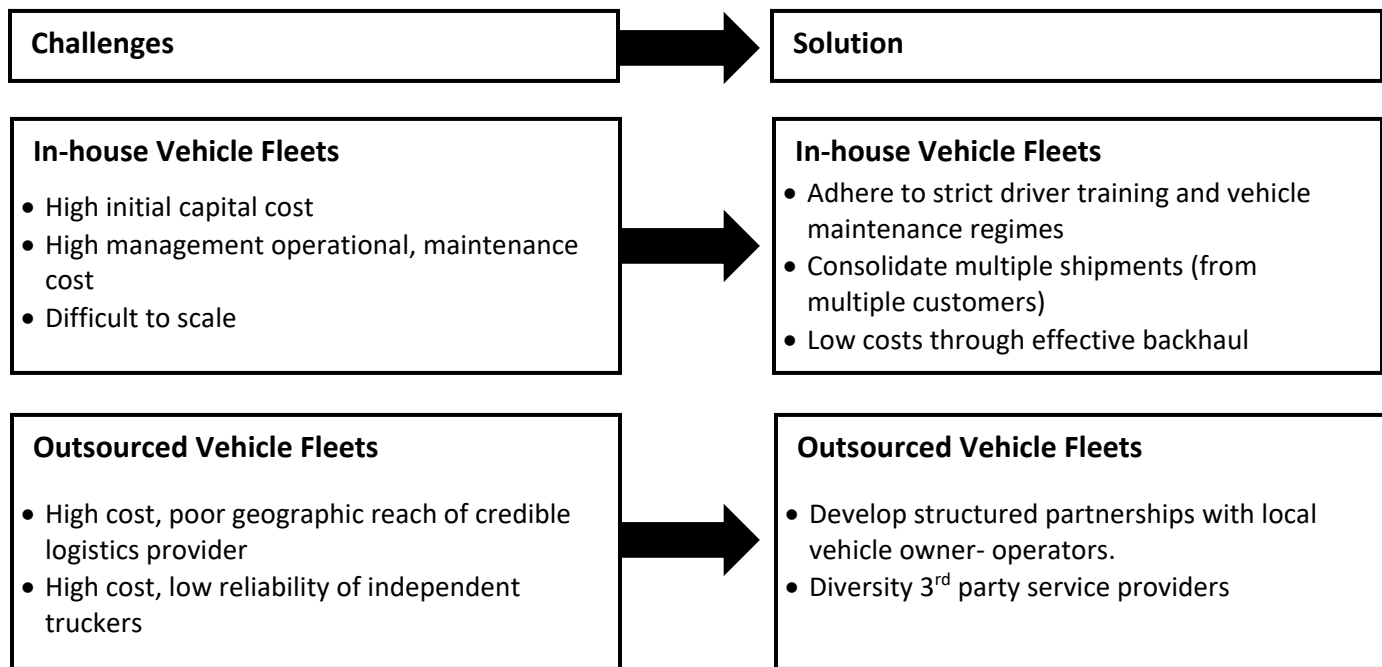 Challenges
Solution
In-house Vehicle Fleets
• High initial capital cost
• High management operational, maintenance
cost
• Difficult to scale
In-house Vehicle Fleets
• Adhere to strict driver training and vehicle
maintenance regimes
• Consolidate multiple shipments (from
multiple customers)
• Low costs through effective backhaul
Outsourced Vehicle Fleets
• High cost, poor geographic reach of credible
logistics provider
• High cost, low reliability of independent
truckers
Outsourced Vehicle Fleets
• Develop structured partnerships with local
vehicle owner- operators.
• Diversity 3rd party service providers